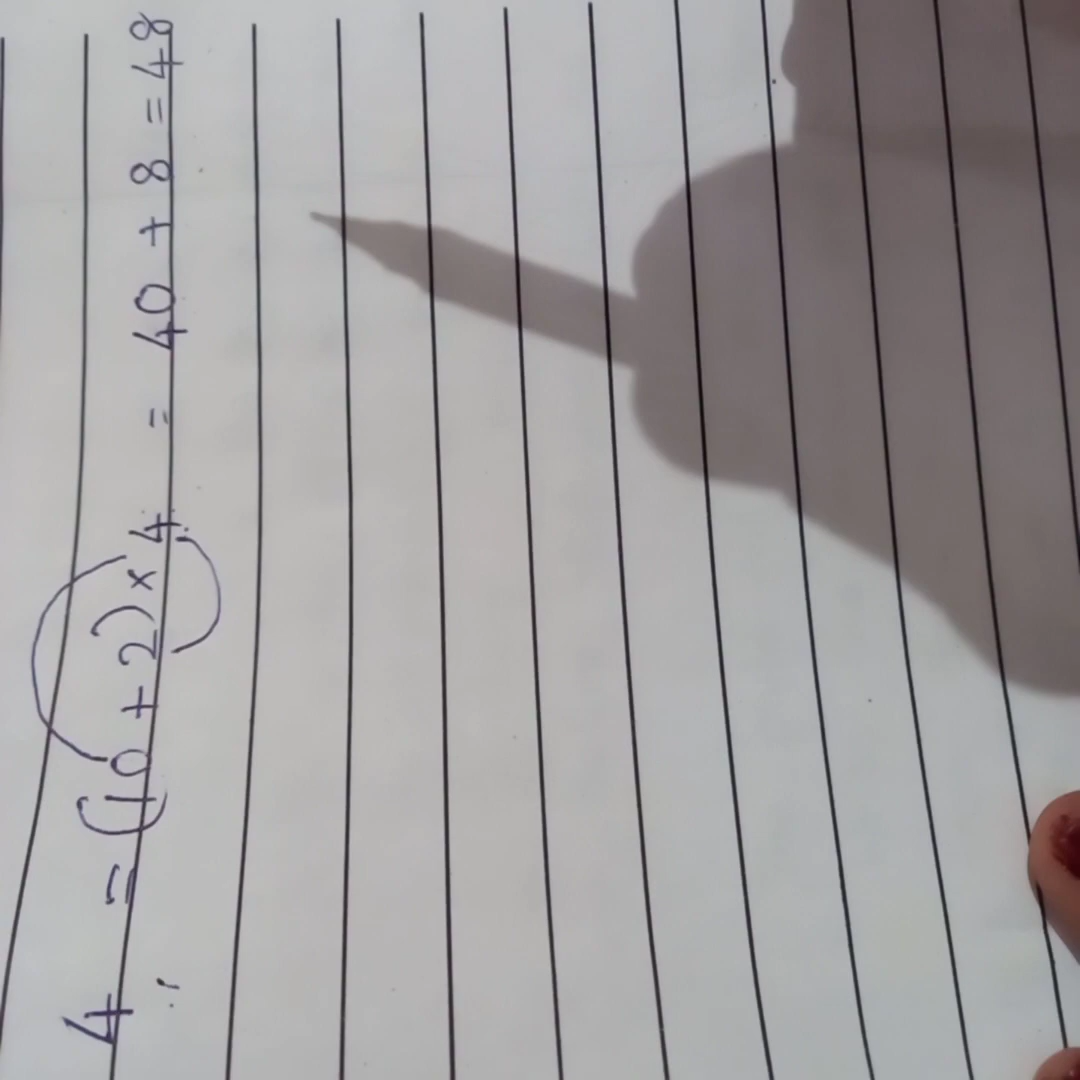 4 = (10 + 2) × 4 = 40 + 8 = 48